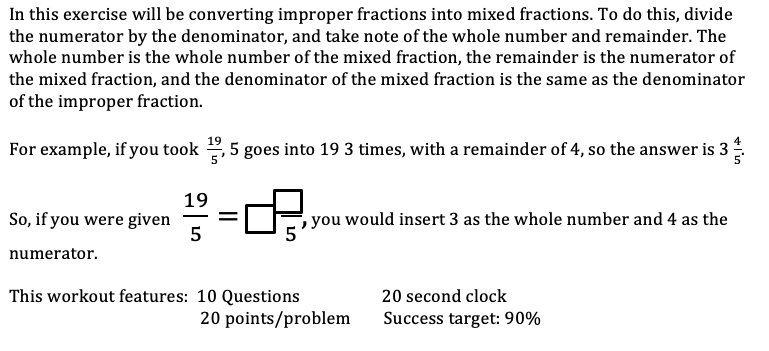 In this exercise will be converting improper fractions into mixed fractions. To do this, divide
the numerator by the denominator, and take note of the whole number and remainder. The
whole number is the whole number of the mixed fraction, the remainder is the numerator of
the mixed fraction, and the denominator of the mixed fraction is the same as the denominator
of the improper fraction.
For example, if you took 19/5, 5 goes into 19 3 times, with a remainder of 4, so the answer is 3 4/5.
So, if you were given 19/5 = □ □/5, you would insert 3 as the whole number and 4 as the
numerator.
This workout features: 10 Questions 20 second clock
20 points/problem Success target: 90%